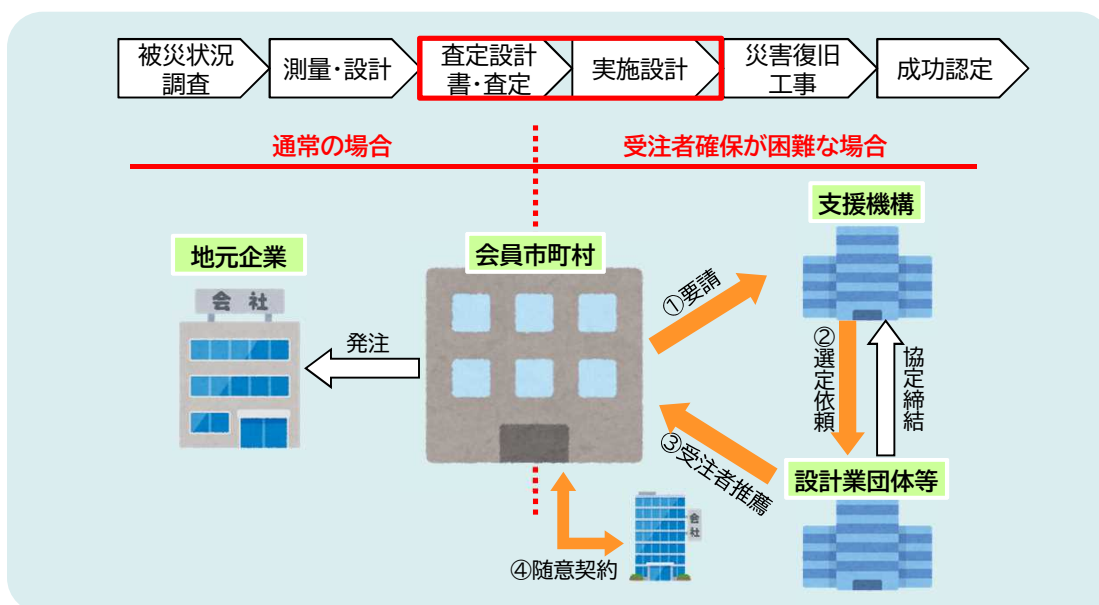 被災状況
調査
測量・設計
査定設計
書・査定
実施設計
災害復旧
工事
成功認定
通常の場合
受注者確保が困難な場合
支援機構
地元企業
会員市町村
会社
①要請
発注
②選定依頼
協定締結
③受注者推薦
設計業団体等
会社
④随意契約